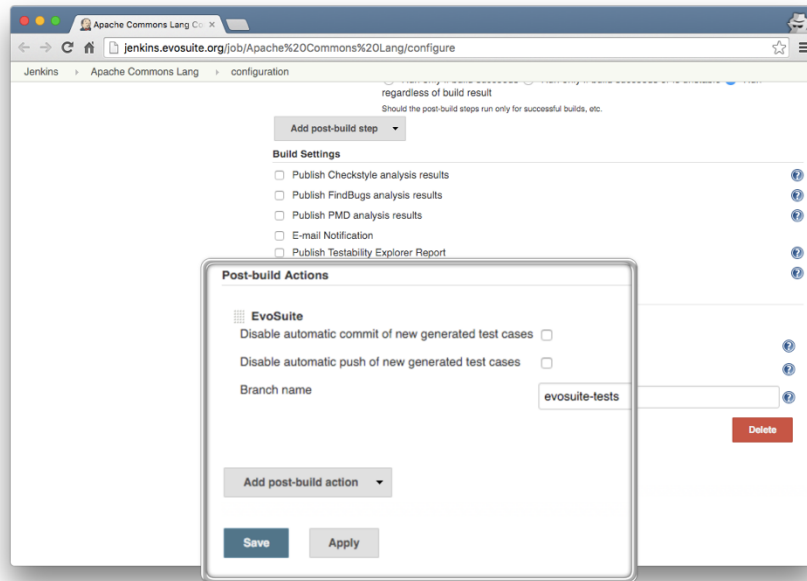 Apache Commons Lang Co
jenkins.evosuite.org/job/Apache%20Commons%20Lang/configure
Jenkins Apache Commons Lang configuration
regardless of build result
Should the post-build steps run only for successful builds, etc.
Add post-build step
Build Settings
Publish Checkstyle analysis results
Publish FindBugs analysis results
Publish PMD analysis results
E-mail Notification
Publish Testability Explorer Report
Post-build Actions
EvoSuite
Disable automatic commit of new generated test cases
Disable automatic push of new generated test cases
Branch name
evosuite-tests
Delete
Add post-build action
Save Apply